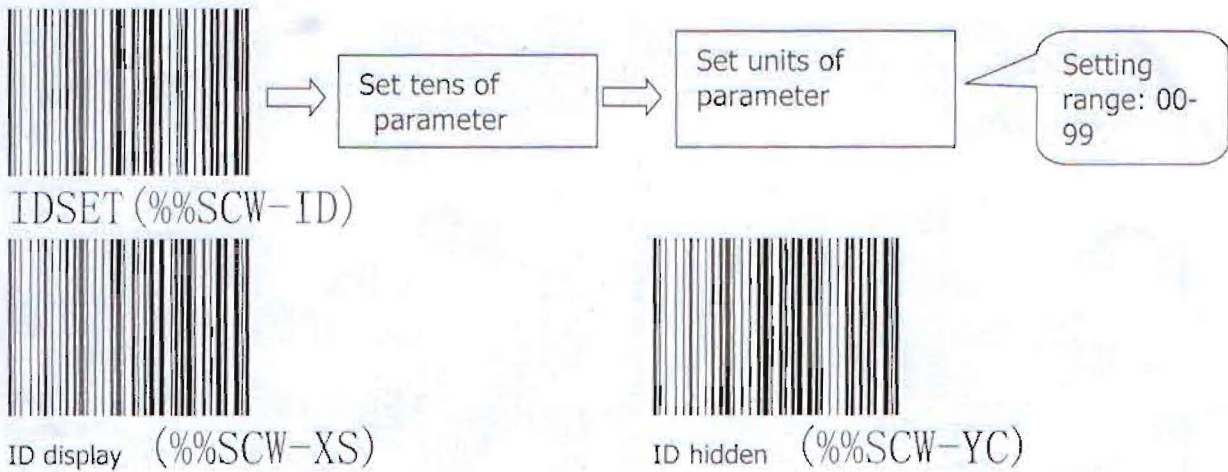 Set tens of
parameter
Set units of
parameter
Setting
range: 00-
99
IDSET(%%SCW-ID)
ID display (%%SCW-XS)
ID hidden (%%SCW-YC)